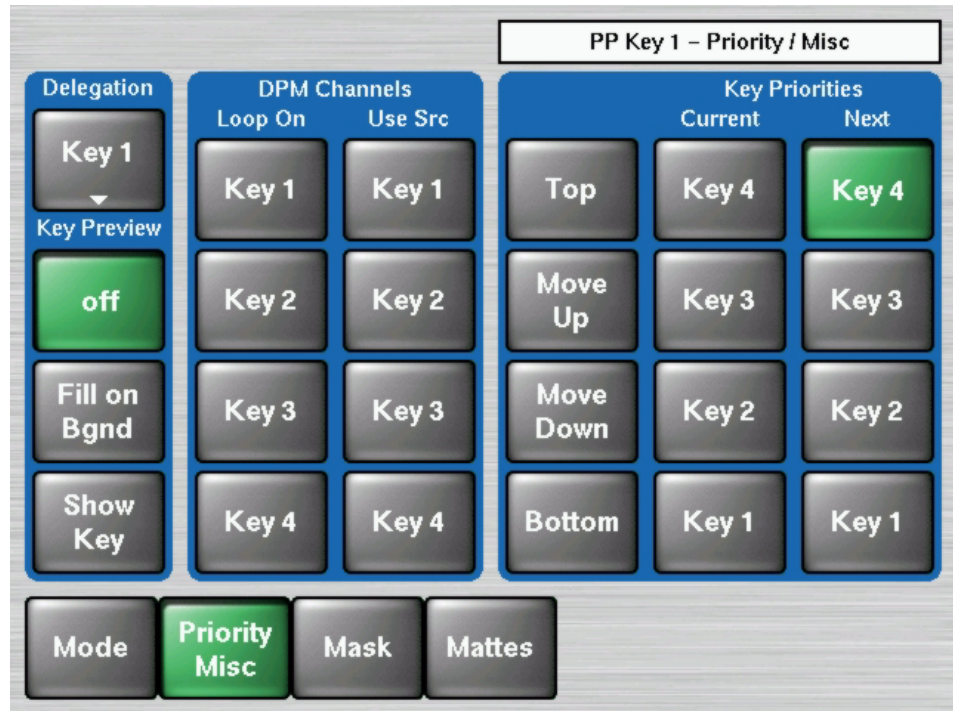 PP Key 1 – Priority / Misc
Delegation
Key 1
Key Preview
off
Fill on
Bgnd
Show
Key
DPM Channels
Loop On Use Src
Key 1 Key 1
Key 2 Key 2
Key 3 Key 3
Key 4 Key 4
Key Priorities
Current Next
Top Key 4 Key 4
Move
Up
Key 3 Key 3
Move
Down
Key 2 Key 2
Bottom Key 1 Key 1
Mode
Priority
Misc
Mask
Mattes